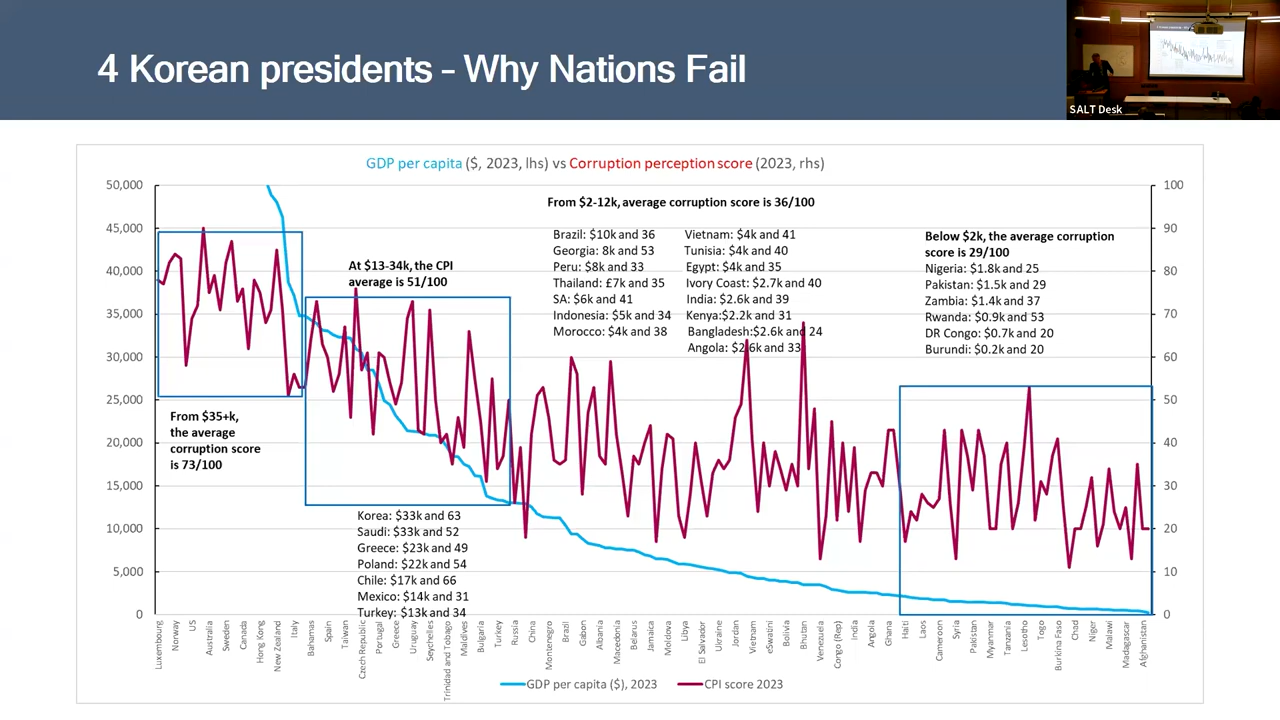 4 Korean presidents - Why Nations Fail
SALT Desk
GDP per capita ($, 2023, lhs) vs Corruption perception score (2023, rhs)
50,000
45,000
40,000
35,000
30,000
25,000
20,000
15,000
10,000
5,000
0
100
90
80
70
60
50
40
30
20
10
0
From $35+k,
the average
corruption score
is 73/100
At $13-34k, the CPI
average is 51/100
Korea: $33k and 63
Saudi: $33k and 52
Greece: $23k and 49
Poland: $22k and 54
Chile: $17k and 66
Mexico: $14k and 31
Turkey: $13k and 34
From $2-12k, average corruption score is 36/100
Brazil: $10k and 36
Georgia: 8k and 53
Peru: $8k and 33
Thailand: £7k and 35
SA: $6k and 41
Indonesia: $5k and 34
Morocco: $4k and 38
Vietnam: $4k and 41
Tunisia: $4k and 40
Egypt: $4k and 35
Ivory Coast: $2.7k and 40
India: $2.6k and 39
Kenya:$2.2k and 31
Bangladesh:$2.6k and 24
Angola: $2.6k and 33
Below $2k, the average corruption
score is 29/100
Nigeria: $1.8k and 25
Pakistan: $1.5k and 29
Zambia: $1.4k and 37
Rwanda: $0.9k and 53
DR Congo: $0.7k and 20
Burundi: $0.2k and 20
Luxembourg
Norway
US
Australia
Sweden
Canada
Hong Kong
New Zealand
Italy
Bahamas
Spain
Taiwan
Czech Republic
Portugal
Greece
Uruguay
Seychelles
Trinidad and Tobago
Maldives
Bulgaria
Turkey
Russia
China
Montenegro
Brazil
Gabon
Albania
Macedonia
Belarus
Jamaica
Moldova
Libya
El Salvador
Ukraine
Jordan
Vietnam
eSwatini
Bolivia
Bhutan
Venezuela
Congo (Rep)
India
Angola
Ghana
Haiti
Laos
Cameroon
Syria
Pakistan
Myanmar
Tanzania
Lesotho
Togo
Burkina Faso
Chad
Niger
Malawi
Madagascar
Afghanistan
GDP per capita ($), 2023
CPI score 2023